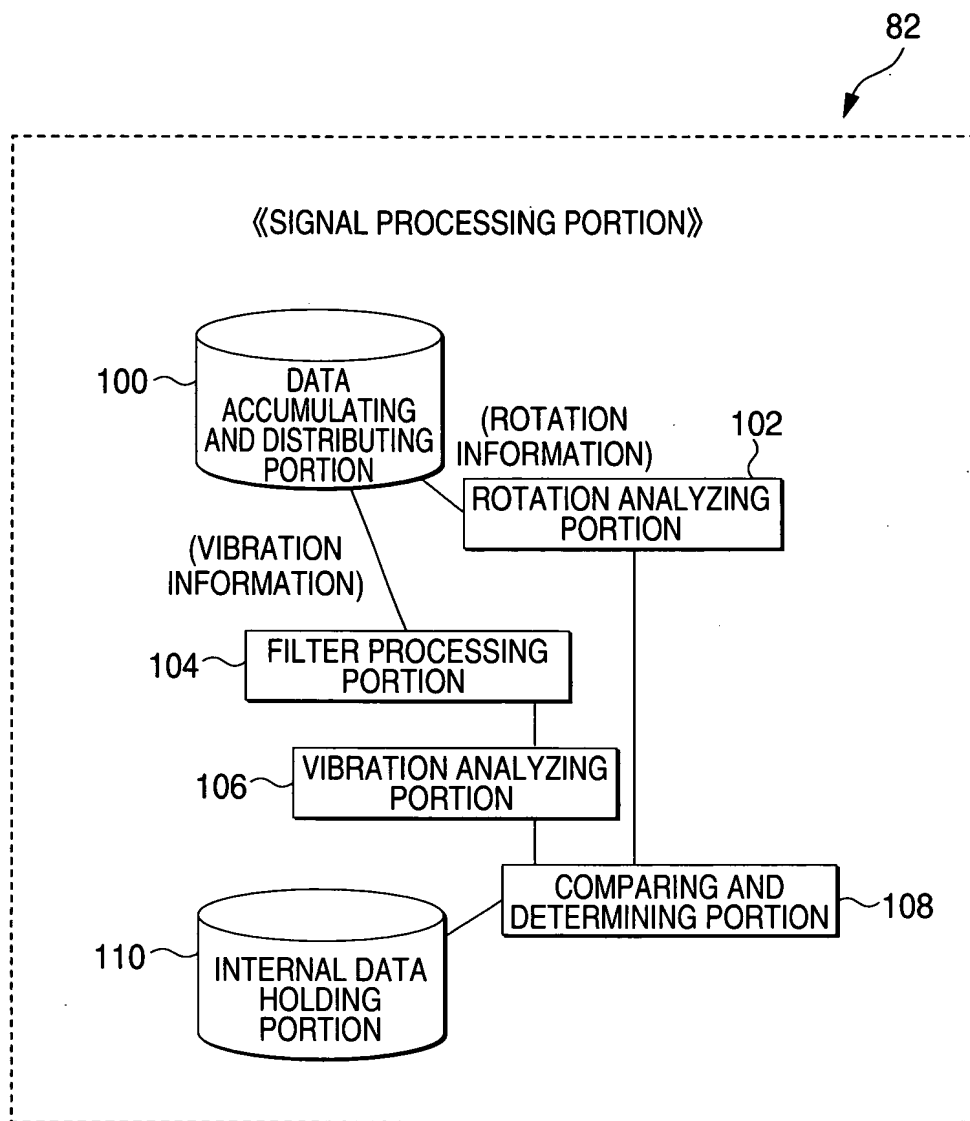 82
《SIGNAL PROCESSING PORTION》
100
DATA
ACCUMULATING
AND DISTRIBUTING
PORTION
(ROTATION
INFORMATION)
102
ROTATION ANALYZING
PORTION
(VIBRATION
INFORMATION)
104
FILTER PROCESSING
PORTION
106
VIBRATION ANALYZING
PORTION
COMPARING AND
DETERMINING PORTION
108
110
INTERNAL DATA
HOLDING
PORTION